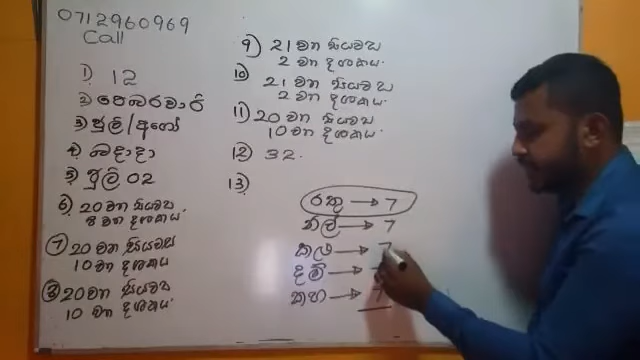 0712960969
Call
1) 12
2) පෙබරවාරි
3) ජූලි/අගෝ
4) බදාදා
5) ජූලි 02
6) 20 වන සියවස
8 වන දශකය.
7) 20 වන සියවස
10 වන දශකය
8) 20 වන සියවස
10 වන දශකය.
9) 21 වන සියවස
2 වන දශකය.
10) 21 වන සියවස
2 වන දශකය.
11) 20 වන සියවස
10 වන දශකය.
12) 32.
13)
රතු → 7
නිල් → 7
කළු → 7
දම් →
කහ → 7